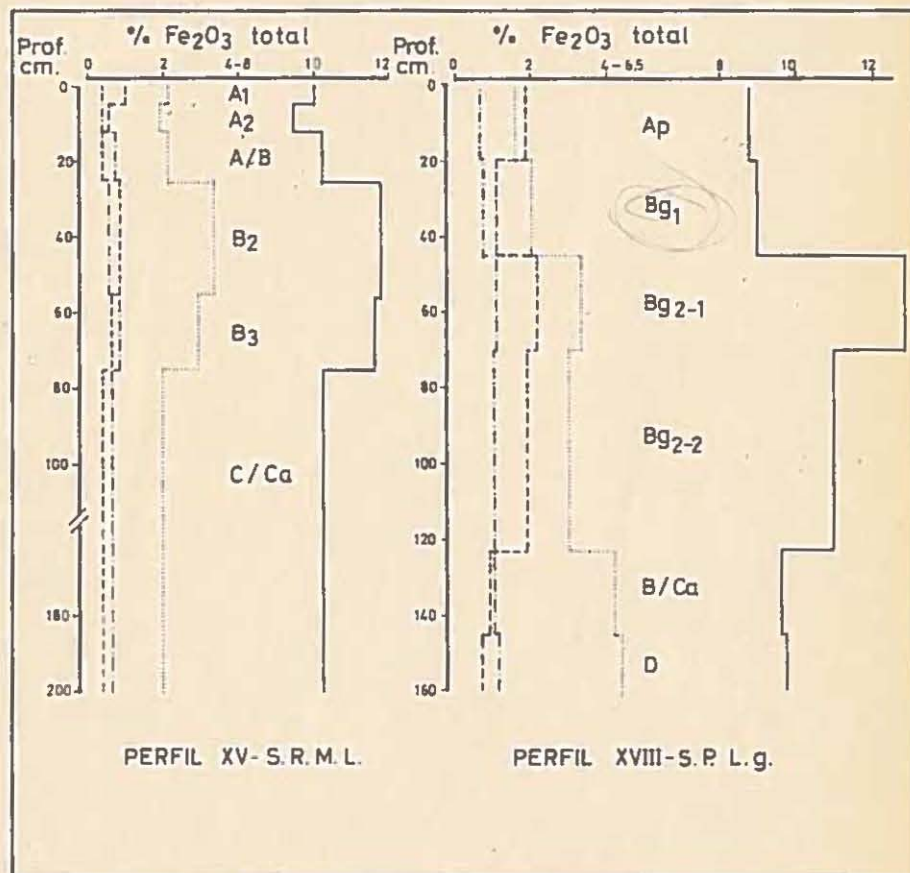 % Fe2O3 total
Prof.
cm.
0 2 4-8 10 12
0
20
40
60
80
100
150
200
A1
A2
A/B
B2
B3
C/Ca
PERFIL XV- S.R.M.L.
% Fe2O3 total
Prof.
cm.
0 2 4-6,5 8 10 12
0
20
40
60
80
100
120
140
160
Ap
Bg1
Bg2-1
Bg2-2
B/Ca
D
PERFIL XVIII-S.P. L.g.